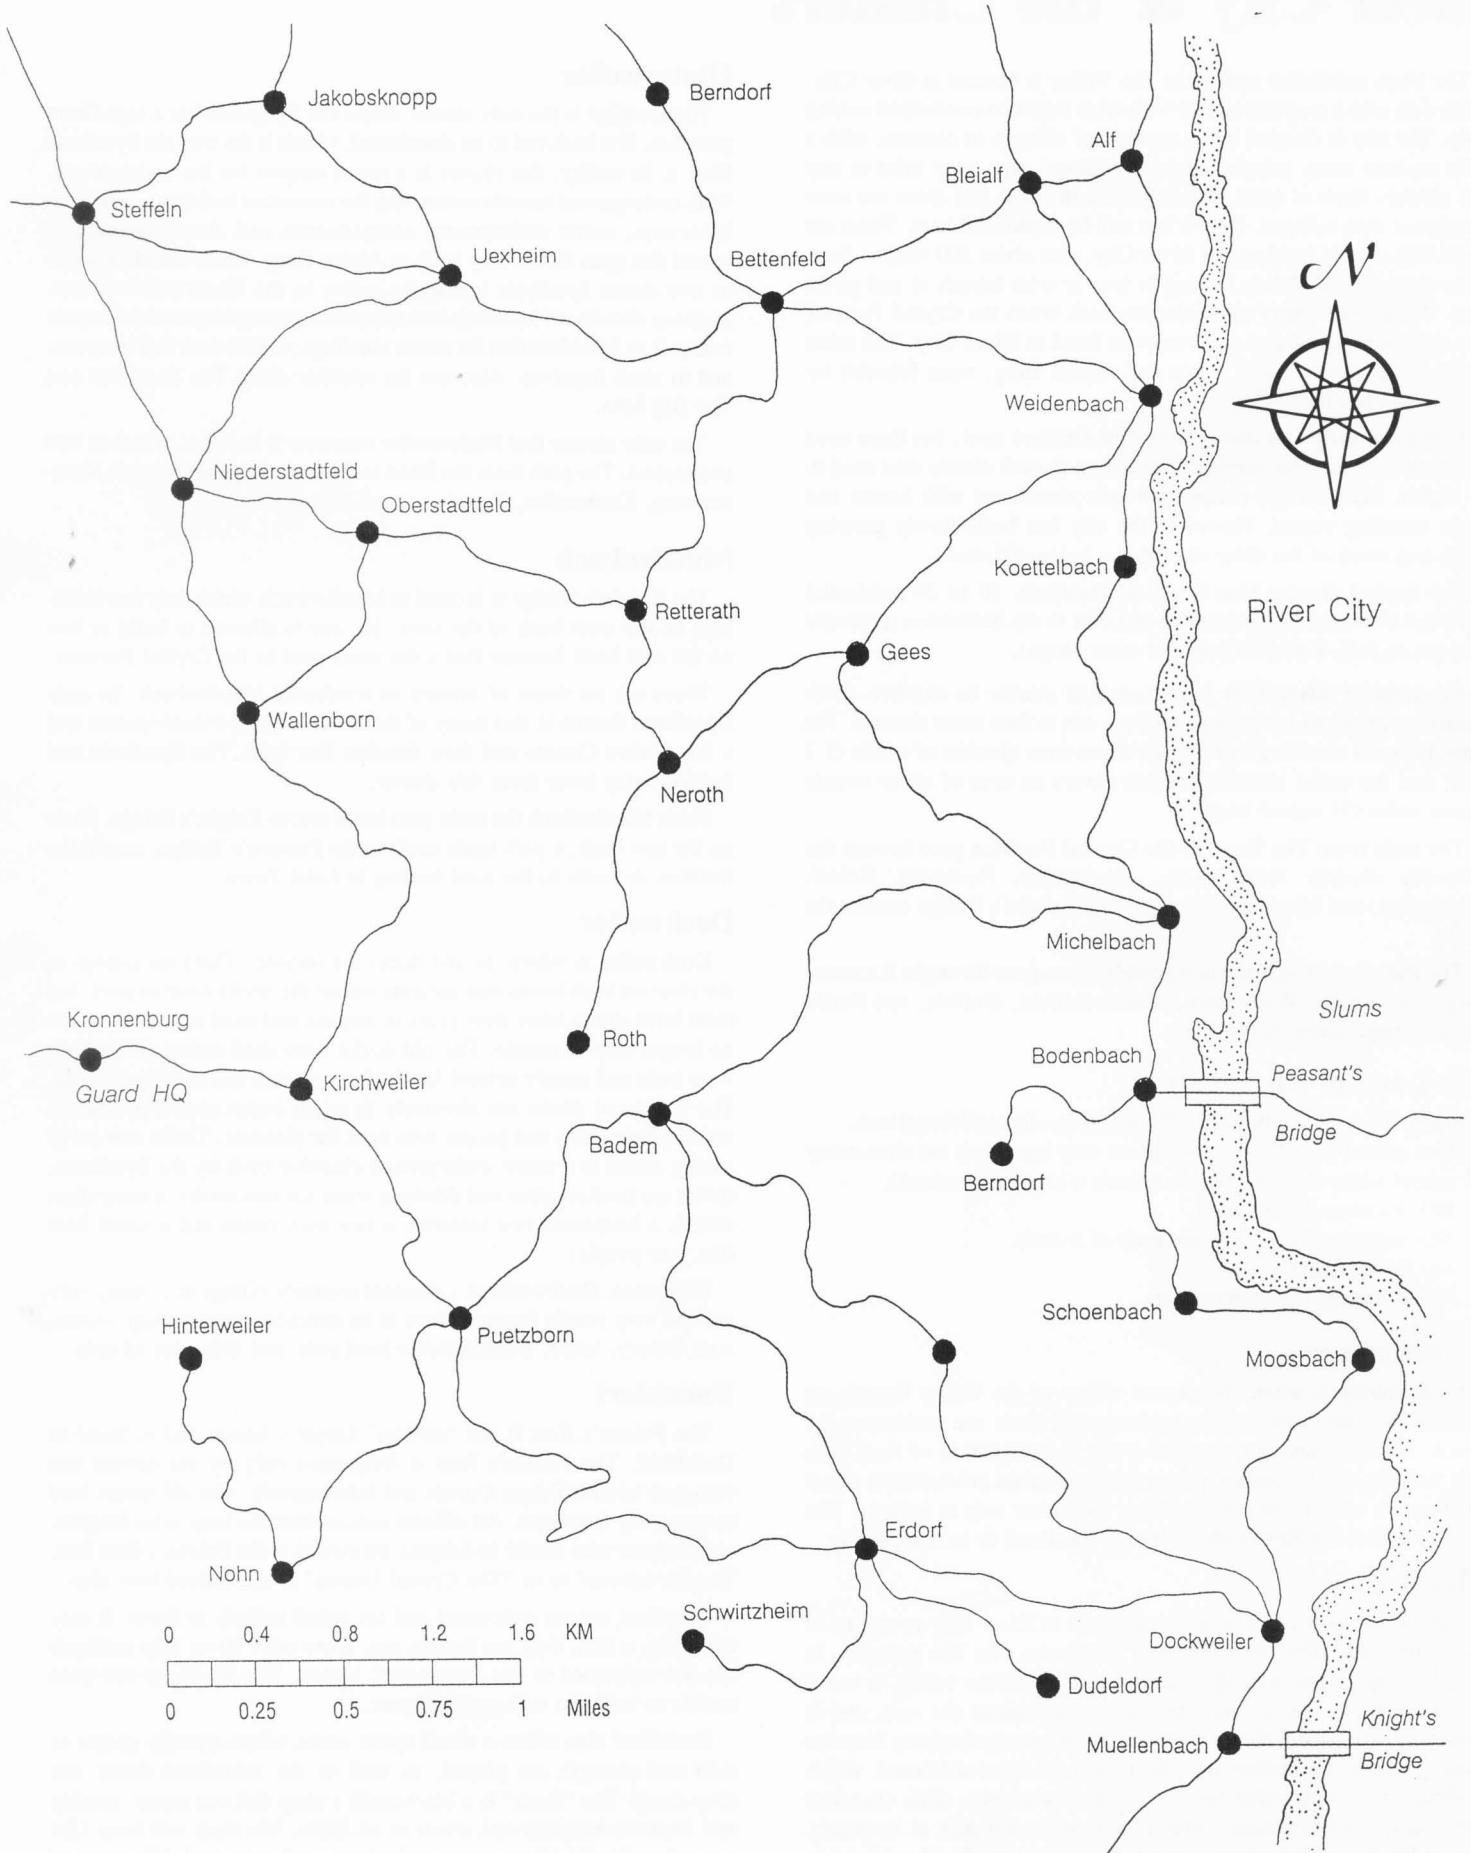 Jakobsknopp
Berndorf
Alf
Bleialf
Steffeln
Uexheim
Bettenfeld
N
Weidenbach
Niederstadtfeld
Oberstadtfeld
Koettelbach
Retterath
River City
Gees
Wallenborn
Neroth
Michelbach
Kronnenburg
Slums
Roth
Bodenbach
Guard HQ
Kirchweiler
Peasant's
Bridge
Badem
Berndorf
Schoenbach
Hinterweiler
Puetzborn
Moosbach
Erdorf
Nohn
Schwirtzheim
Dockweiler
0 0.4 0.8 1.2 1.6 KM
0 0.25 0.5 0.75 1 Miles
Dudeldorf
Muellenbach
Knight's
Bridge